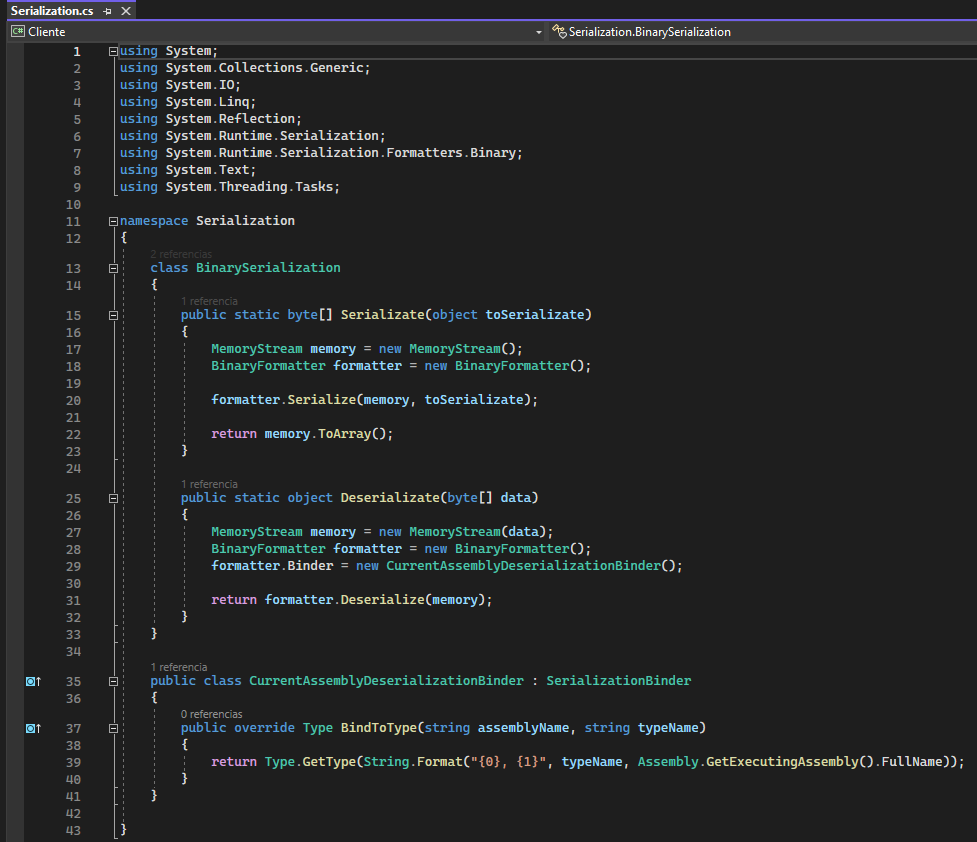 Serialization.cs
C# Cliente
Serialization.BinarySerialization
1 using System;
2 using System.Collections.Generic;
3 using System.IO;
4 using System.Linq;
5 using System.Reflection;
6 using System.Runtime.Serialization;
7 using System.Runtime.Serialization.Formatters.Binary;
8 using System.Text;
9 using System.Threading.Tasks;
10
11 namespace Serialization
12 {
2 referencias
13 class BinarySerialization
14 {
1 referencia
15 public static byte[] Serializate(object toSerializate)
16 {
17 MemoryStream memory = new MemoryStream();
18 BinaryFormatter formatter = new BinaryFormatter();
19
20 formatter.Serialize(memory, toSerializate);
21
22 return memory.ToArray();
23 }
24
1 referencia
25 public static object Deserializate(byte[] data)
26 {
27 MemoryStream memory = new MemoryStream(data);
28 BinaryFormatter formatter = new BinaryFormatter();
29 formatter.Binder = new CurrentAssemblyDeserializationBinder();
30
31 return formatter.Deserialize(memory);
32 }
33 }
34
1 referencia
35 public class CurrentAssemblyDeserializationBinder : SerializationBinder
36 {
0 referencias
37 public override Type BindToType(string assemblyName, string typeName)
38 {
39 return Type.GetType(String.Format("{0}, {1}", typeName, Assembly.GetExecutingAssembly().FullName));
40 }
41 }
42
43 }